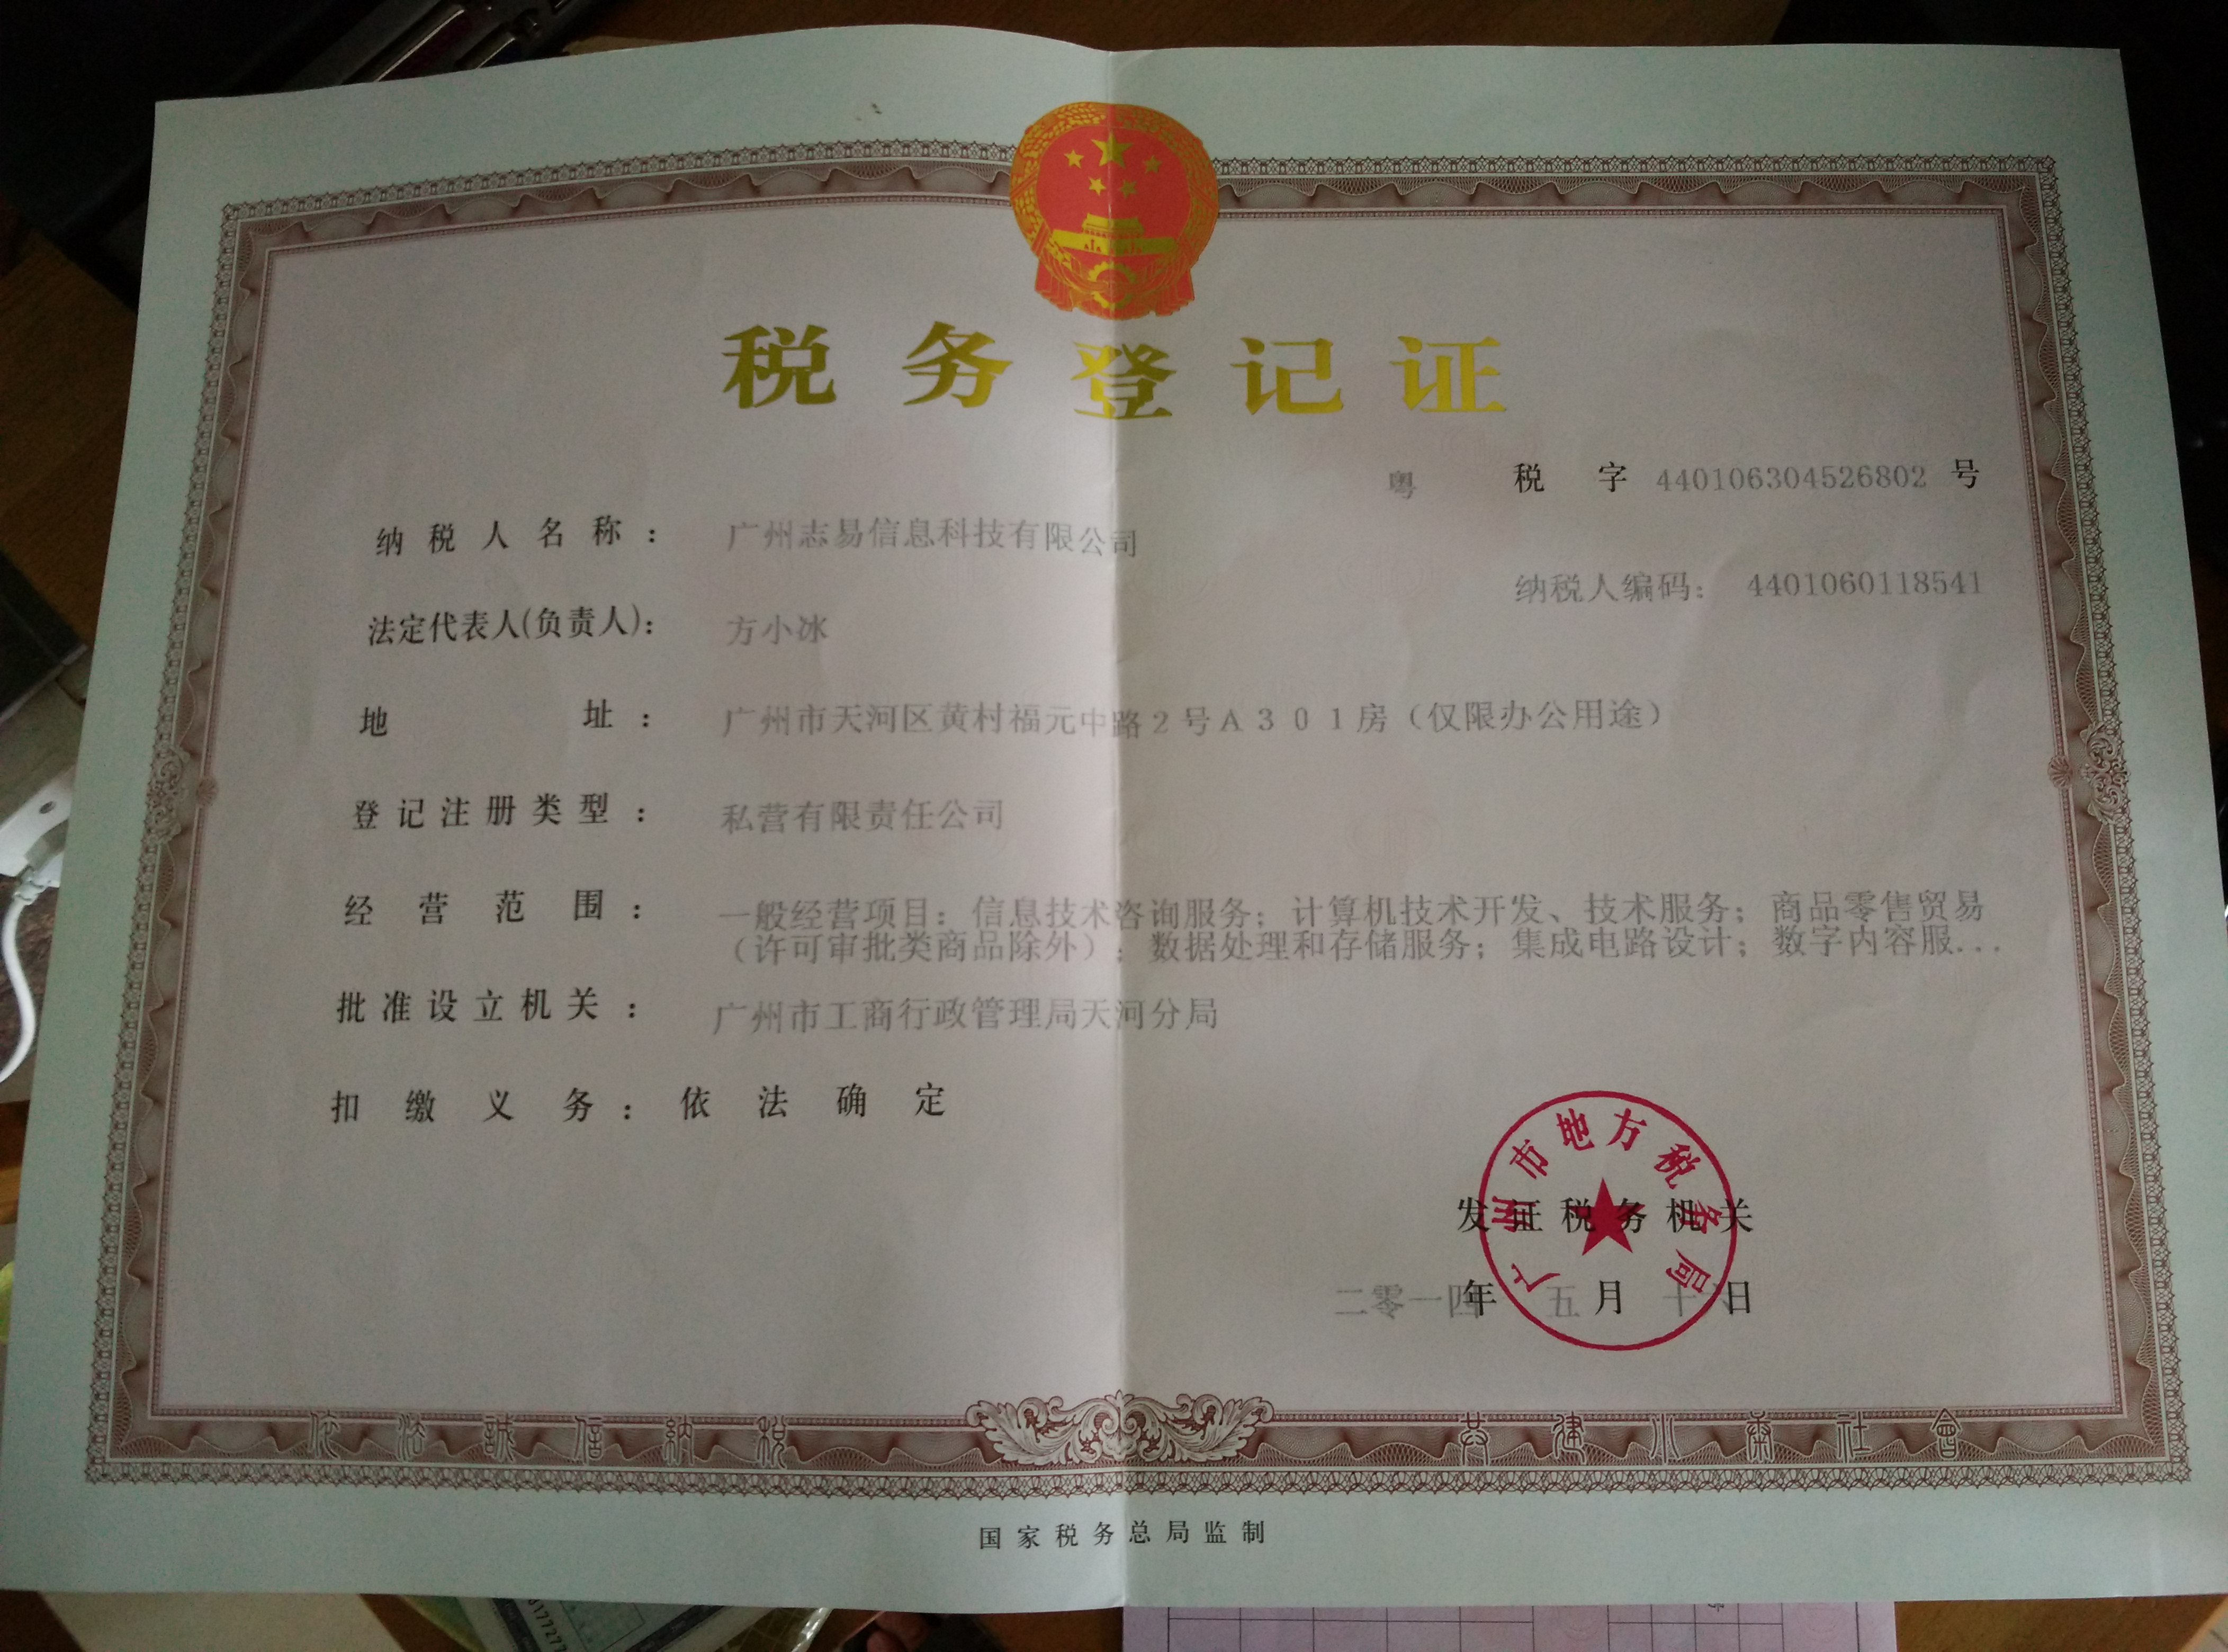 税务登记证
粤 税 字 440106304526802 号
纳税人名称： 广州志易信息科技有限公司
纳税人编码： 4401060118541
法定代表人(负责人)： 方小冰
地 址： 广州市天河区黄村福元中路2号A301房（仅限办公用途）
登记注册类型： 私营有限责任公司
经营范围： 一般经营项目：信息技术咨询服务；计算机技术开发、技术服务；商品零售贸易
（许可审批类商品除外）；数据处理和存储服务；集成电路设计；数字内容服...
批准设立机关： 广州市工商行政管理局天河分局
扣缴义务： 依法确定
广州市地方税务局
发证税务机关
二零一四年 五月 十 日
依法誠信納税
共建小康社會
国家税务总局监制